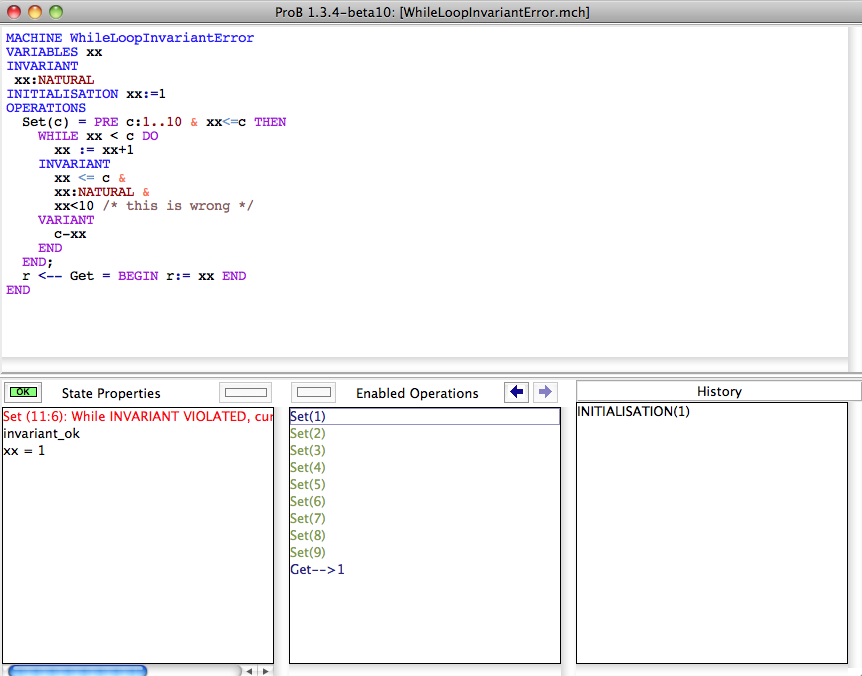 ProB 1.3.4-beta10: [WhileLoopInvariantError.mch]
MACHINE WhileLoopInvariantError
VARIABLES xx
INVARIANT
 xx:NATURAL
INITIALISATION xx:=1
OPERATIONS
  Set(c) = PRE c:1..10 & xx<=c THEN
    WHILE xx < c DO
      xx := xx+1
    INVARIANT
      xx <= c &
      xx:NATURAL &
      xx<10 /* this is wrong */
    VARIANT
      c-xx
    END
  END;
  r <-- Get = BEGIN r:= xx END
END
OK State Properties
Set (11:6): While INVARIANT VIOLATED, cur
invariant_ok
xx = 1
Enabled Operations
Set(1)
Set(2)
Set(3)
Set(4)
Set(5)
Set(6)
Set(7)
Set(8)
Set(9)
Get-->1
History
INITIALISATION(1)